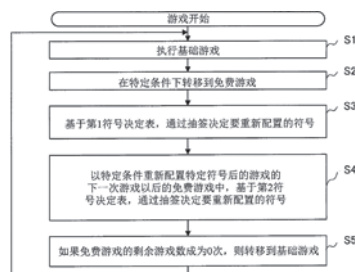 游戏开始
S1
执行基础游戏
S2
在特定条件下转移到免费游戏
S3
基于第1符号决定表，通过抽签决定要重新配置的符号
S4
以特定条件重新配置特定符号后的游戏的
下一次游戏以后的免费游戏中，基于第2符
号决定表，通过抽签决定要重新配置的符号
S5
如果免费游戏的剩余游戏数成为0次，则转移到基础游戏